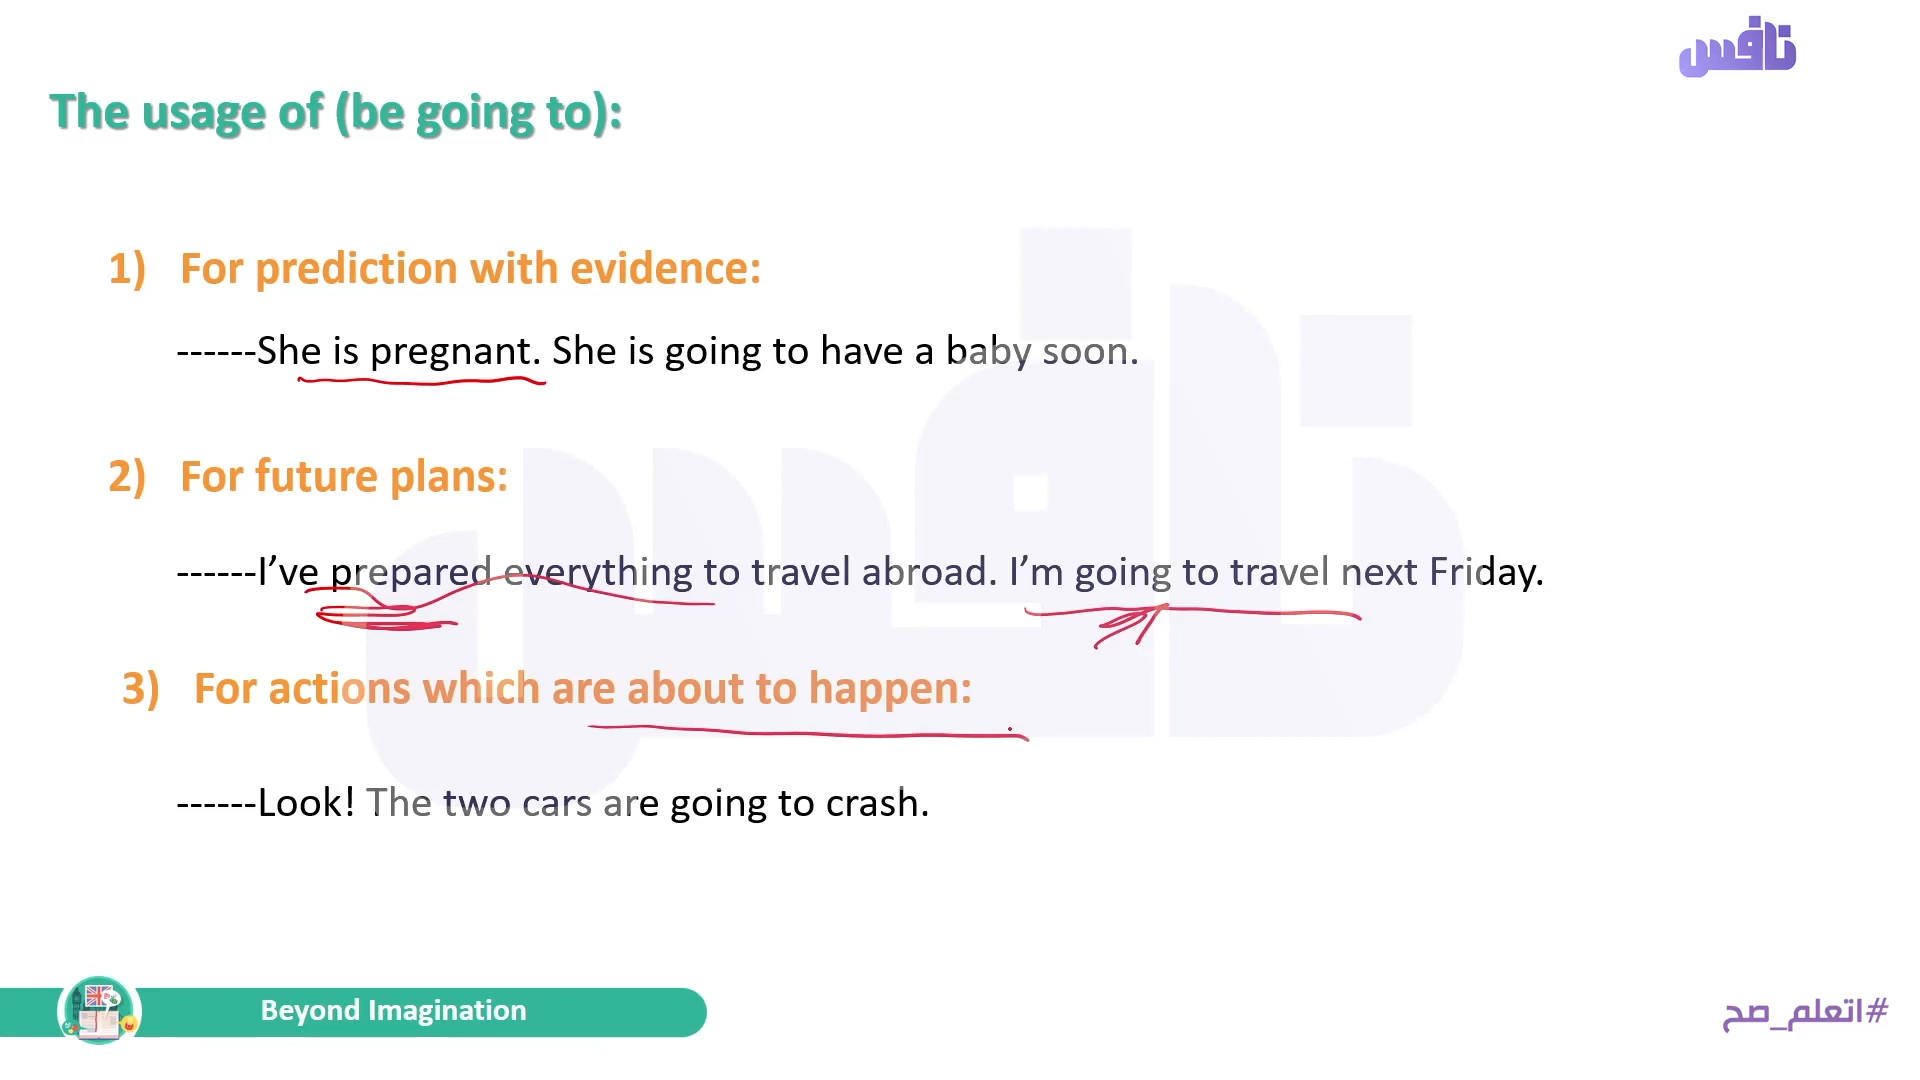 نافس
The usage of (be going to):
1) For prediction with evidence:
------She is pregnant. She is going to have a baby soon.
2) For future plans:
------I’ve prepared everything to travel abroad. I’m going to travel next Friday.
3) For actions which are about to happen:
------Look! The two cars are going to crash.
Beyond Imagination
#اتعلم_صح